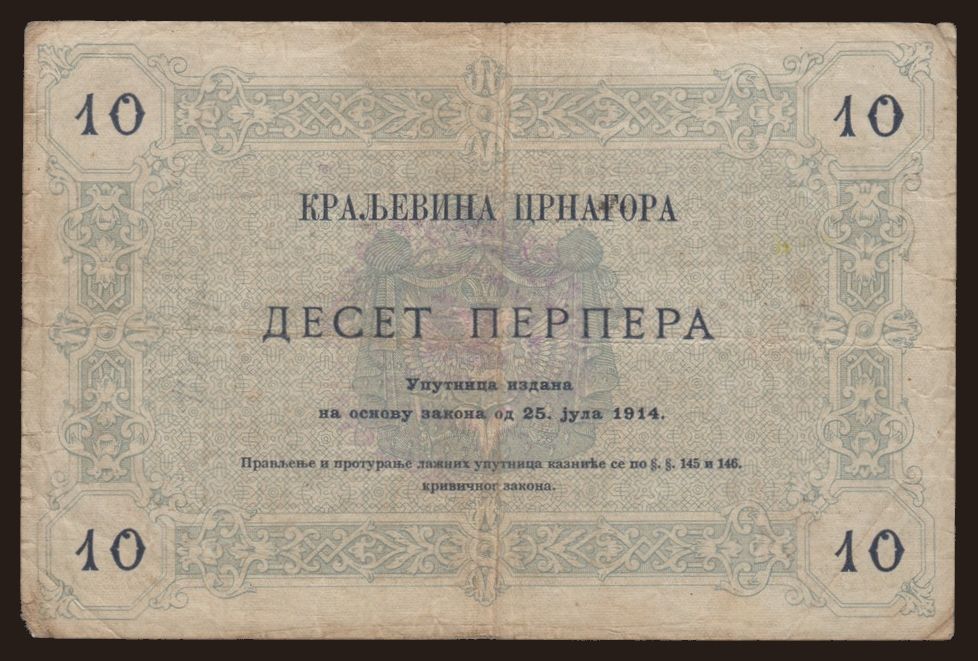 10 10
КРАЉЕВИНА ЦРНАГОРА
ДЕСЕТ ПЕРПЕРА
Упутница издана
на основу закона од 25. јула 1914.
Прављење и протурање лажних упутница казниће се по §. §. 145 и 146.
кривичног закона.
10 10